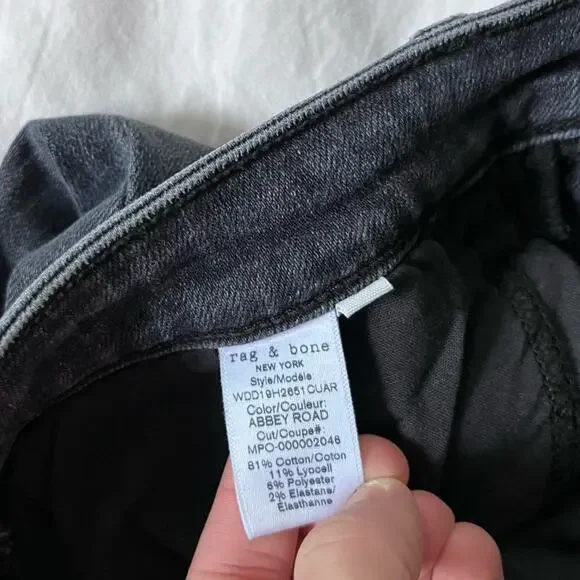 rag & bone
NEW YORK
Style/Modèle
WDD19H2651CUAR
Color/Couleur:
ABBEY ROAD
Cut/Coupe#:
MPO-000002046
81% Cotton/Coton
11% Lyocell
6% Polyester
2% Elastane/
Elasthanne